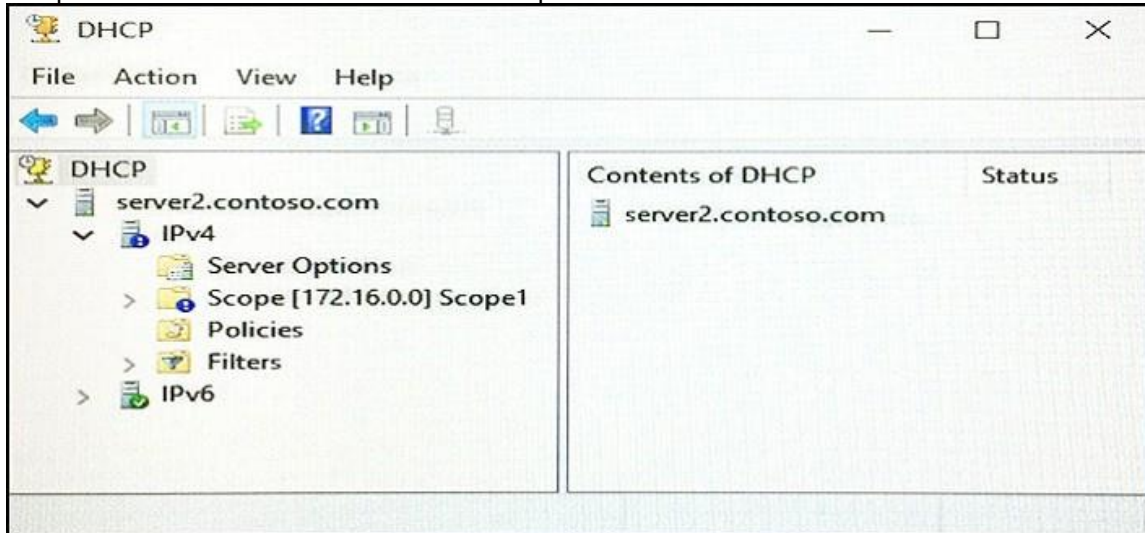 DHCP
File Action View Help
DHCP
server2.contoso.com
IPv4
Server Options
Scope [172.16.0.0] Scope1
Policies
Filters
IPv6
Contents of DHCP Status
server2.contoso.com